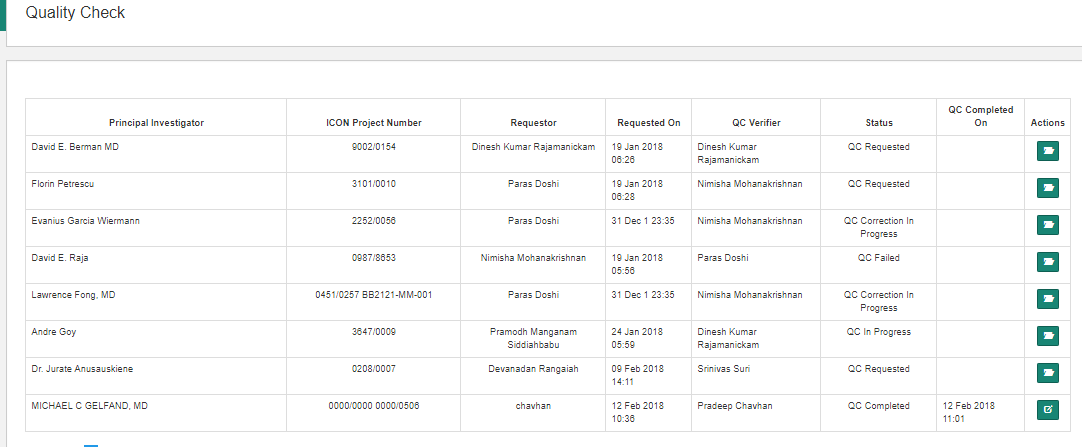 Quality Check
Principal Investigator ICON Project Number Requestor Requested On QC Verifier Status QC Completed On Actions
David E. Berman MD 9002/0154 Dinesh Kumar Rajamanickam 19 Jan 2018 06:26 Dinesh Kumar Rajamanickam QC Requested
Florin Petrescu 3101/0010 Paras Doshi 19 Jan 2018 06:28 Nimisha Mohanakrishnan QC Requested
Evanius Garcia Wiermann 2252/0056 Paras Doshi 31 Dec 1 23:35 Nimisha Mohanakrishnan QC Correction In Progress
David E. Raja 0987/8653 Nimisha Mohanakrishnan 19 Jan 2018 05:56 Paras Doshi QC Failed
Lawrence Fong, MD 0451/0257 BB2121-MM-001 Paras Doshi 31 Dec 1 23:35 Nimisha Mohanakrishnan QC Correction In Progress
Andre Goy 3647/0009 Pramodh Manganam Siddiahbabu 24 Jan 2018 05:59 Dinesh Kumar Rajamanickam QC In Progress
Dr. Jurate Anusauskiene 0208/0007 Devanadan Rangaiah 09 Feb 2018 14:11 Srinivas Suri QC Requested
MICHAEL C GELFAND, MD 0000/0000 0000/0506 chavhan 12 Feb 2018 10:36 Pradeep Chavhan QC Completed 12 Feb 2018 11:01